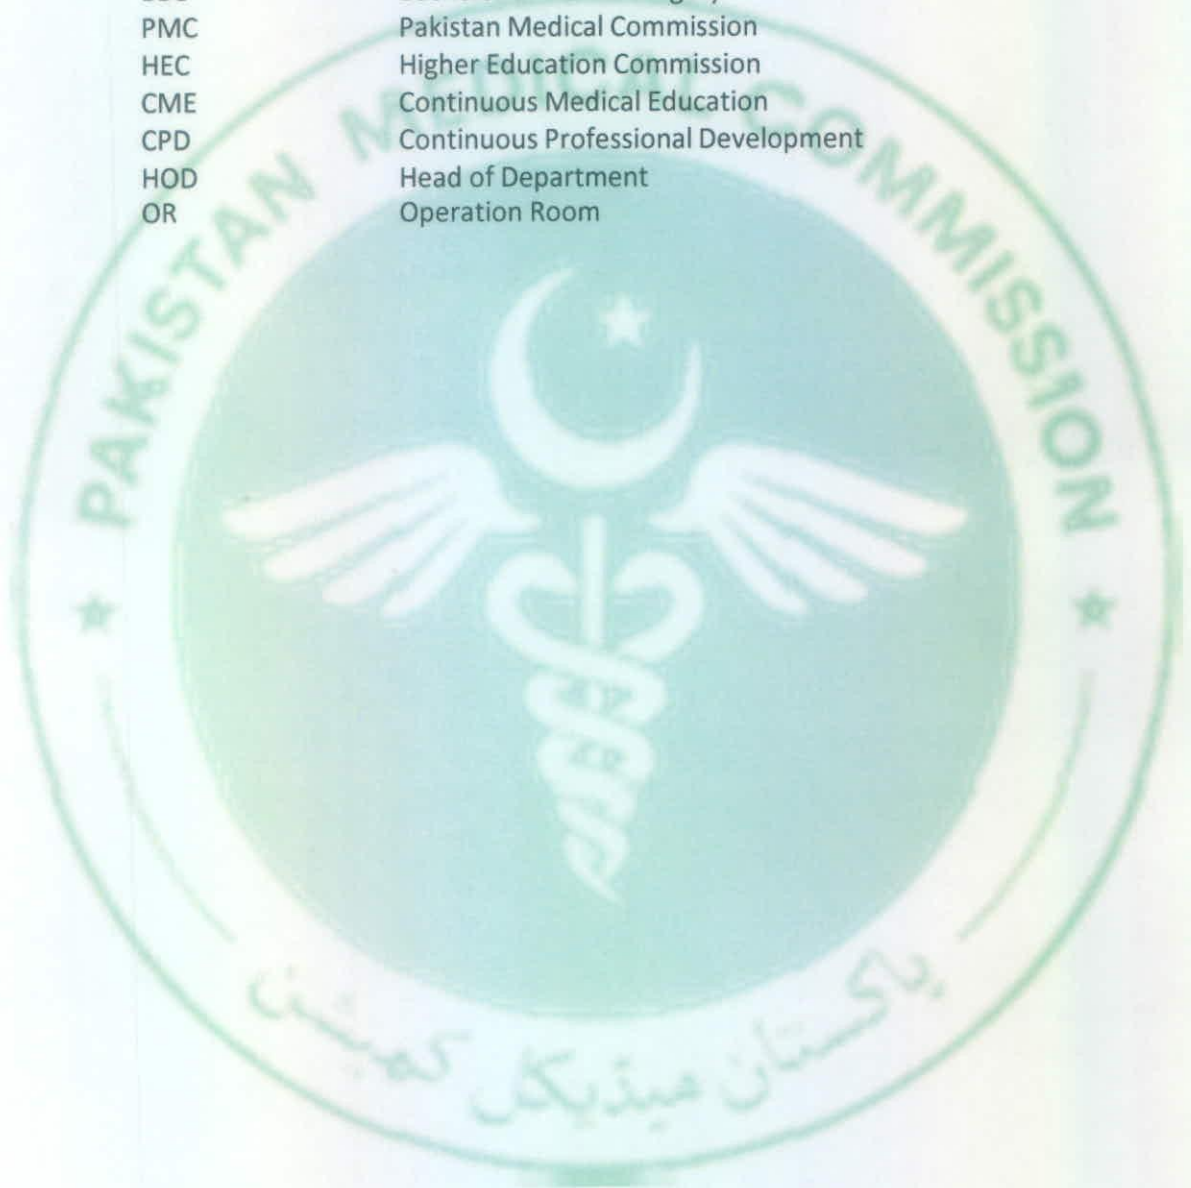 PMC Pakistan Medical Commission
HEC Higher Education Commission
CME Continuous Medical Education
CPD Continuous Professional Development
HOD Head of Department
OR Operation Room
PAKISTAN MEDICAL COMMISSION
پاکستان میڈیکل کمیشن